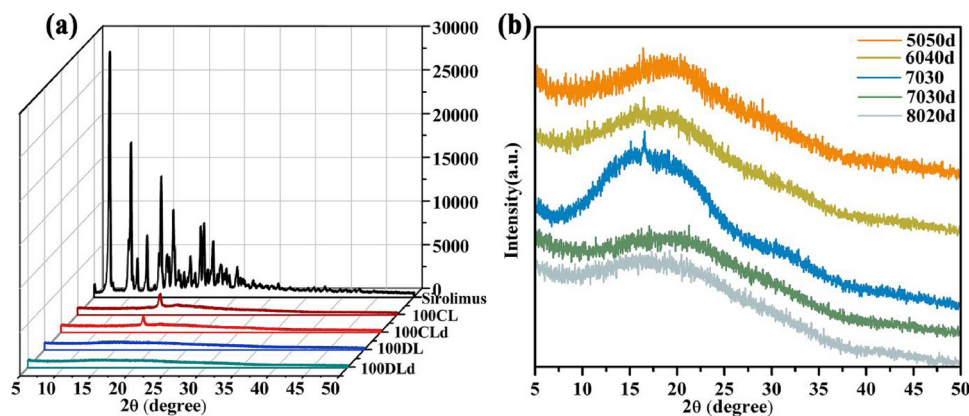 (a)
30000
25000
20000
15000
10000
5000
0
Sirolimus
100CL
100CLd
100DL
100DLd
5 10 15 20 25 30 35 40 45 50
2θ (degree)
(b)
5050d
6040d
7030
7030d
8020d
Intensity(a.u.)
5 10 15 20 25 30 35 40 45 50
2θ (degree)